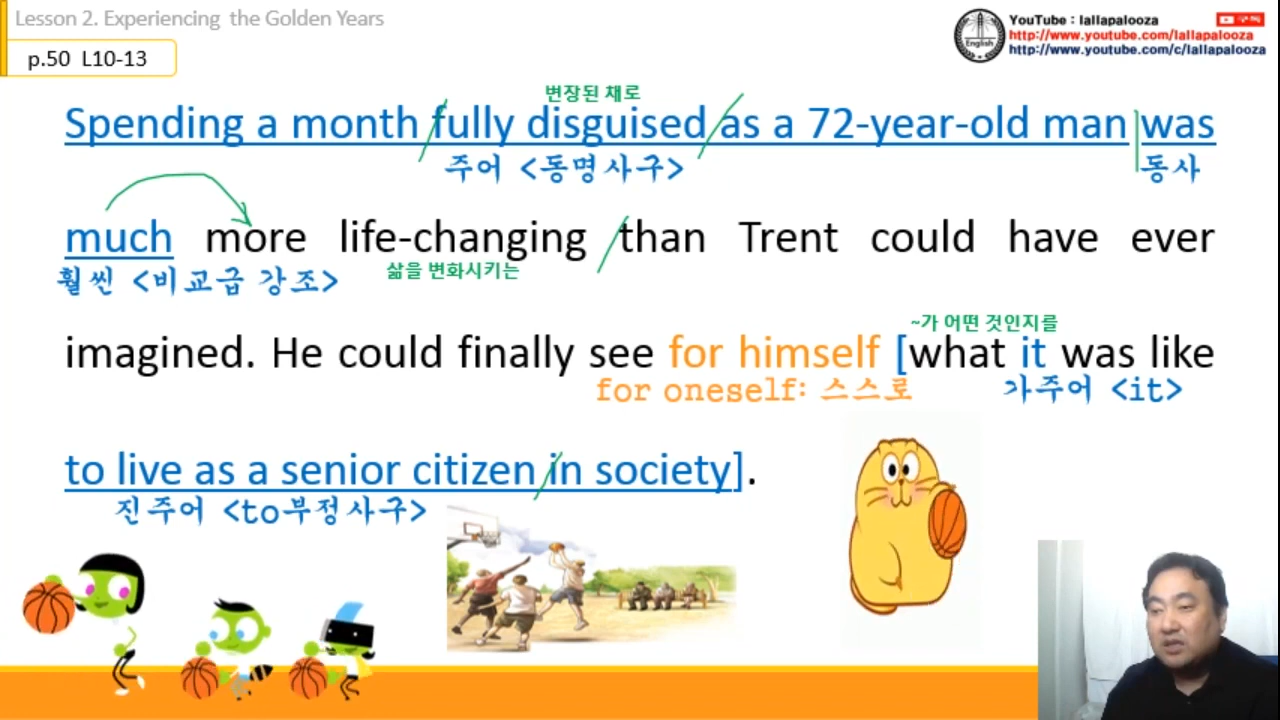 Lesson 2. Experiencing the Golden Years
p.50 L10-13
YouTube : lallapalooza
구독
http://www.youtube.com/lallapalooza
http://www.youtube.com/c/lallapalooza
English
변장된 채로
Spending a month fully disguised as a 72-year-old man was
주어 <동명사구>
동사
much more life-changing than Trent could have ever
훨씬 <비교급 강조>
삶을 변화시키는
~가 어떤 것인지를
imagined. He could finally see for himself [what it was like
for oneself: 스스로
가주어 <it>
to live as a senior citizen in society].
진주어 <to부정사구>